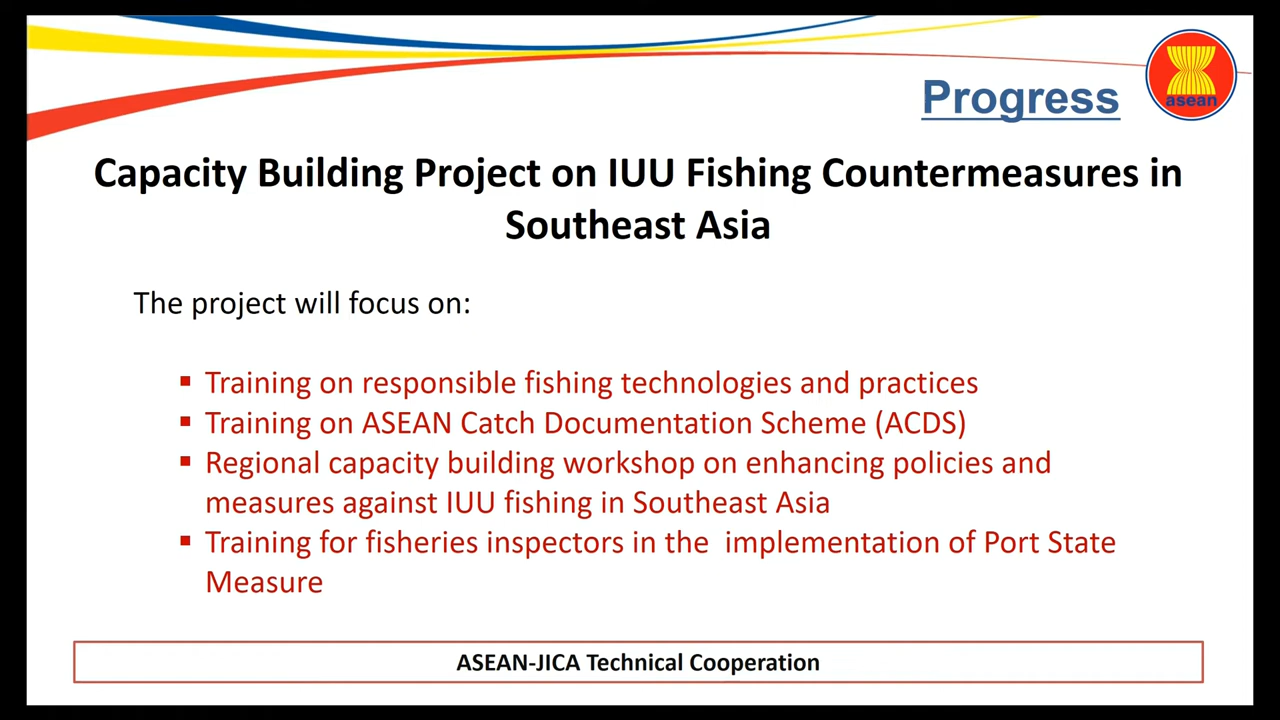 Progress
asean
Capacity Building Project on IUU Fishing Countermeasures in
Southeast Asia
The project will focus on:
▪ Training on responsible fishing technologies and practices
▪ Training on ASEAN Catch Documentation Scheme (ACDS)
▪ Regional capacity building workshop on enhancing policies and
measures against IUU fishing in Southeast Asia
▪ Training for fisheries inspectors in the implementation of Port State
Measure
ASEAN-JICA Technical Cooperation